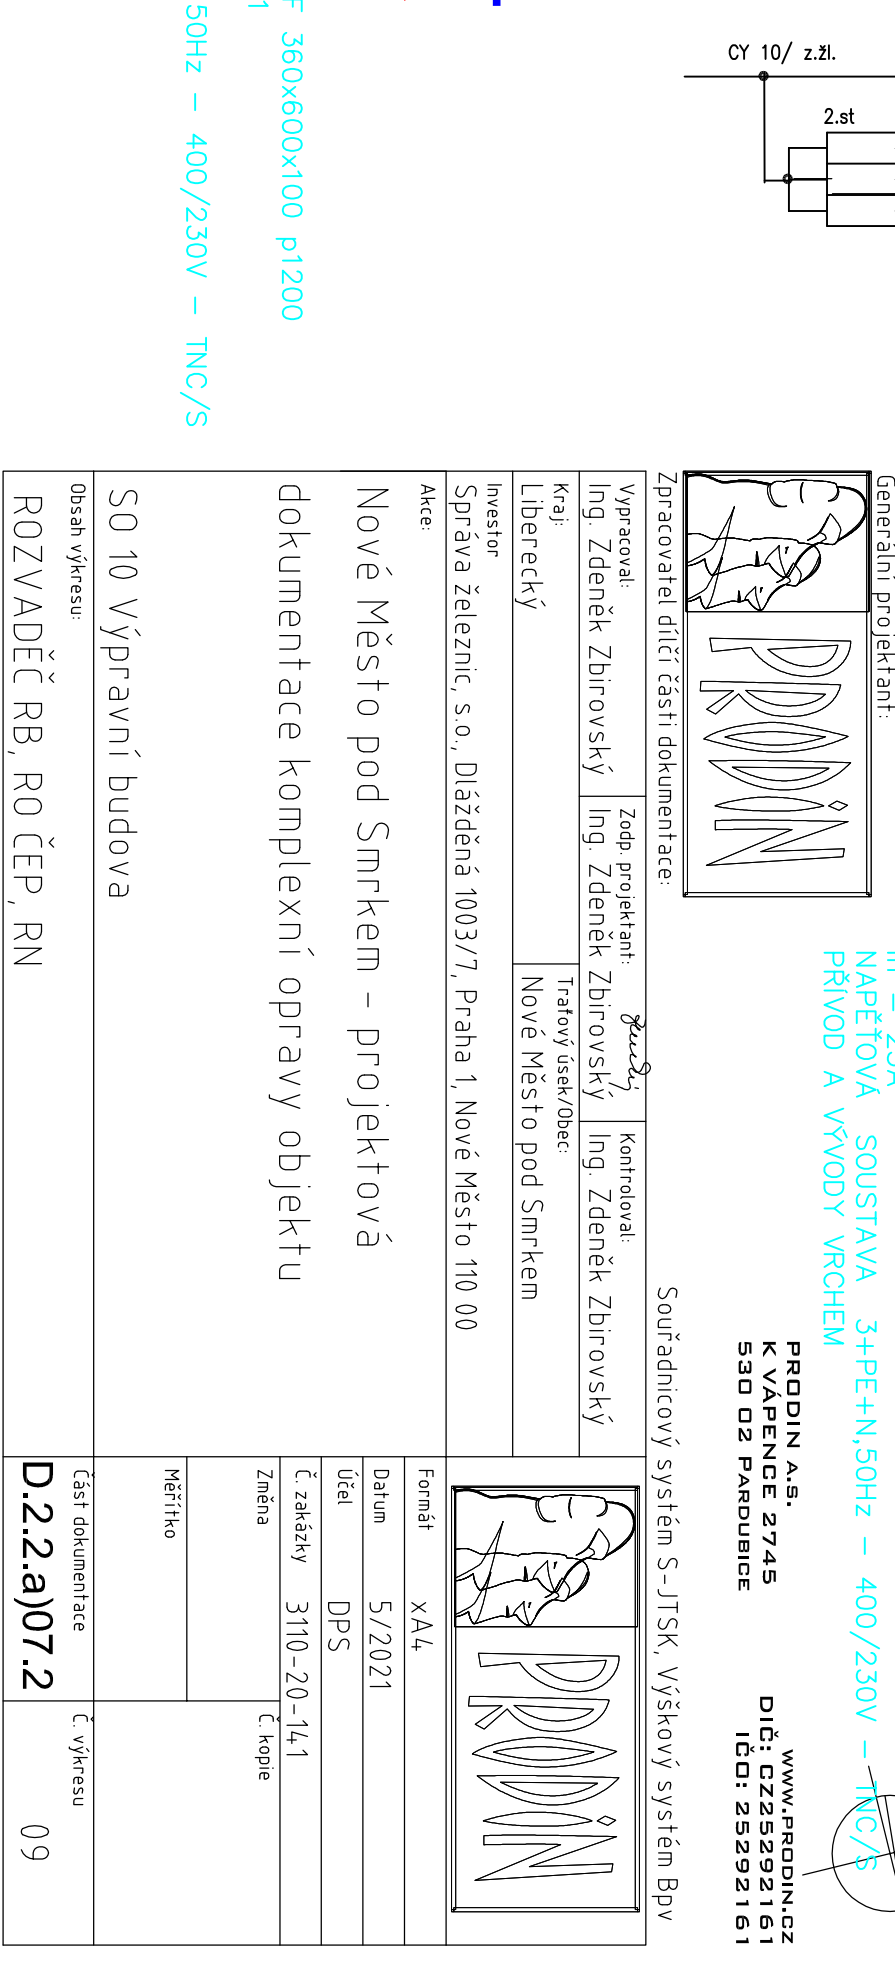 CY 10/ z.žl.
2.st
F 360x600x100 p1200
1
50Hz – 400/230V – TNC/S
NAPĚŤOVÁ SOUSTAVA 3+PE+N,50Hz – 400/230V – TNC/S
PŘÍVOD A VÝVODY VRCHEM
Generální projektant:
PRODIN
PRODIN A.S.
K VÁPENCE 2745
530 02 PARDUBICE
WWW.PRODIN.CZ
DIČ: CZ25292161
IČO: 25292161
Zpracovatel dílčí části dokumentace:
Souřadnicový systém S-JTSK, Výškový systém Bpv
Vypracoval:
Ing. Zdeněk Zbirovský
Zodp. projektant:
Ing. Zdeněk Zbirovský
Kontroloval:
Ing. Zdeněk Zbirovský
Kraj:
Liberecký
Traťový úsek/Obec:
Nové Město pod Smrkem
Investor
Správa železnic, s.o., Dlážděná 1003/7, Praha 1, Nové Město 110 00
Akce:
Nové Město pod Smrkem – projektová
dokumentace komplexní opravy objektu
SO 10 Výpravní budova
Obsah výkresu:
ROZVADĚČ RB, RO ČEP, RN
PRODIN
Formát xA4
Datum 5/2021
Účel DPS
Č. zakázky 3110-20-141
Změna
Č. kopie
Měřítko
Část dokumentace
D.2.2.a)07.2
Č. výkresu
09